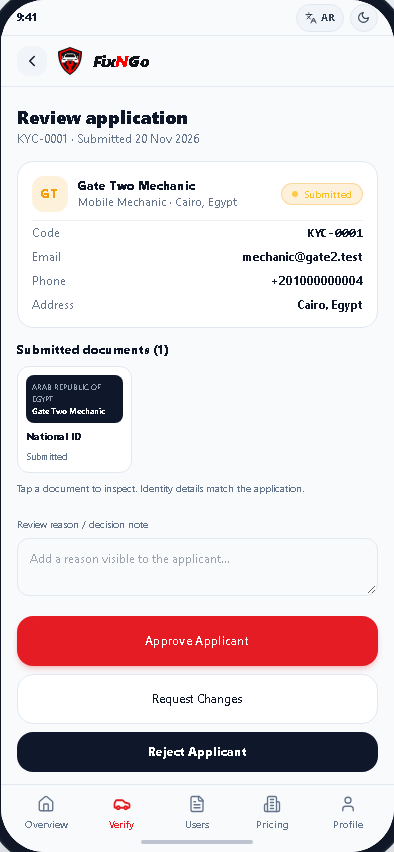 9:41
AR
FixNGo
Review application
KYC-0001 · Submitted 20 Nov 2026
GT
Gate Two Mechanic
Mobile Mechanic · Cairo, Egypt
Submitted
Code KYC-0001
Email mechanic@gate2.test
Phone +201000000004
Address Cairo, Egypt
Submitted documents (1)
ARAB REPUBLIC OF
EGYPT
Gate Two Mechanic
National ID
Submitted
Tap a document to inspect. Identity details match the application.
Review reason / decision note
Add a reason visible to the applicant...
Approve Applicant
Request Changes
Reject Applicant
Overview Verify Users Pricing Profile